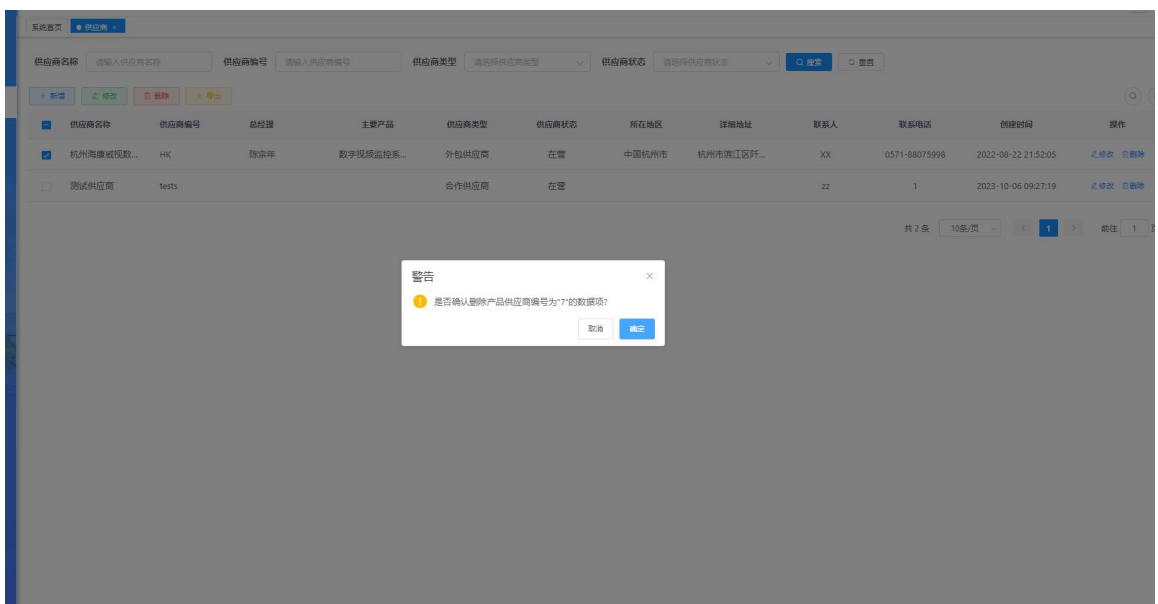 系统首页 供应商 ×
供应商名称 请输入供应商名称 供应商编号 请输入供应商编号 供应商类型 请选择供应商类型 供应商状态 请选择供应商状态 搜索 重置
+ 新增 修改 删除 导出
供应商名称 供应商编号 总经理 主要产品 供应商类型 供应商状态 所在地区 详细地址 联系人 联系电话 创建时间 操作
杭州海康威视数... HK 陈宗年 数字视频监控系... 外包供应商 在营 中国杭州市 杭州市滨江区阡... XX 0571-88075998 2022-08-22 21:52:05 修改 删除
测试供应商 tests 合作供应商 在营 zz 1 2023-10-06 09:27:19 修改 删除
共 2 条 10条/页 < 1 > 前往 1
警告 ×
是否确认删除产品供应商编号为"7"的数据项?
取消 确定